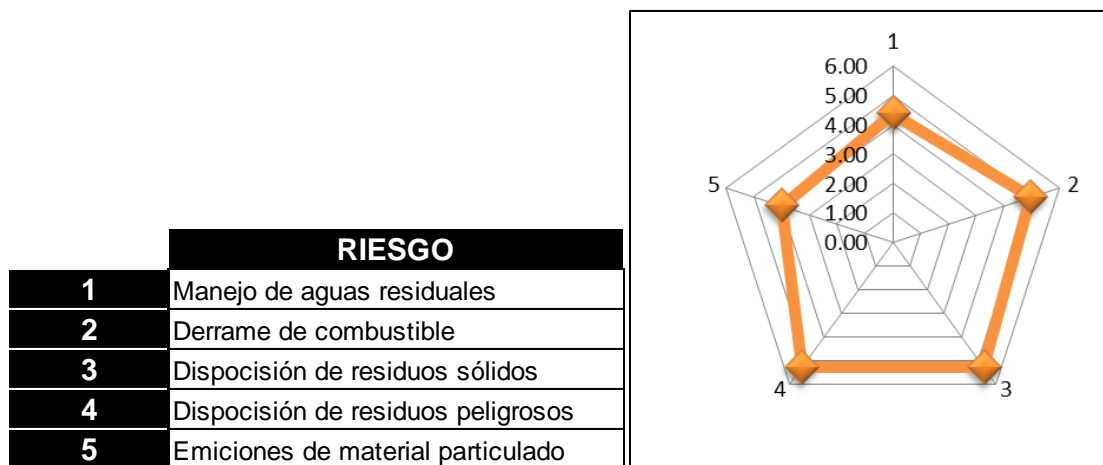 RIESGO
1 Manejo de aguas residuales
2 Derrame de combustible
3 Dispocisión de residuos sólidos
4 Dispocisión de residuos peligrosos
5 Emiciones de material particulado
1
6.00
5.00
4.00
3.00
2.00
1.00
0.00
5
2
4
3